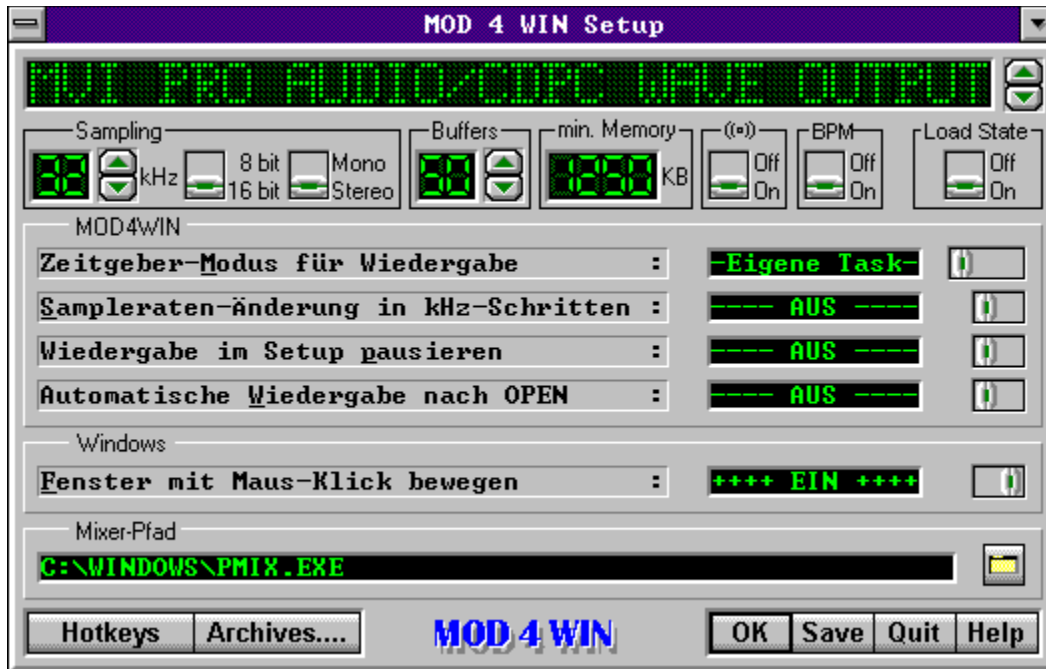 MOD 4 WIN Setup
MVI PRO AUDIO/CDPC WAVE OUTPUT
Sampling Buffers min. Memory ((•)) BPM Load State
32 kHz 8 bit Mono 50 1250 KB Off Off Off
16 bit Stereo On On On
MOD4WIN
Zeitgeber-Modus für Wiedergabe : -Eigene Task-
Sampleraten-Änderung in kHz-Schritten : ---- AUS ----
Wiedergabe im Setup pausieren : ---- AUS ----
Automatische Wiedergabe nach OPEN : ---- AUS ----
Windows
Fenster mit Maus-Klick bewegen : ++++ EIN ++++
Mixer-Pfad
C:\WINDOWS\PMIX.EXE
Hotkeys Archives.... MOD 4 WIN OK Save Quit Help